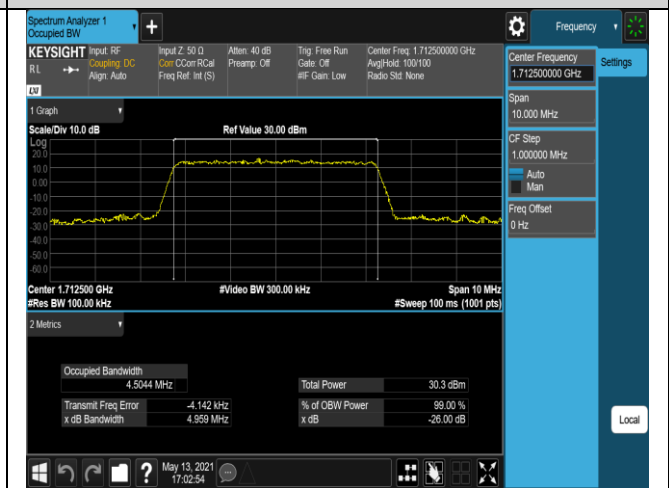 Spectrum Analyzer 1
Occupied BW
+
Frequency
KEYSIGHT
RL
LXI
Input: RF
Coupling: DC
Align: Auto
Input Z: 50 Ω
Corr CCorr RCal
Freq Ref: Int (S)
Atten: 40 dB
Preamp: Off
Trig: Free Run
Gate: Off
#IF Gain: Low
Center Freq: 1.712500000 GHz
Avg|Hold: 100/100
Radio Std: None
Center Frequency
1.712500000 GHz
Settings
Span
10.000 MHz
CF Step
1.000000 MHz
Auto
Man
Freq Offset
0 Hz
Local
1 Graph
Scale/Div 10.0 dB
Ref Value 30.00 dBm
Log
20.0
10.0
0.00
-10.0
-20.0
-30.0
-40.0
-50.0
-60.0
Center 1.712500 GHz
#Video BW 300.00 kHz
Span 10 MHz
#Res BW 100.00 kHz
#Sweep 100 ms (1001 pts)
2 Metrics
Occupied Bandwidth
4.5044 MHz
Total Power 30.3 dBm
Transmit Freq Error -4.142 kHz
% of OBW Power 99.00 %
x dB Bandwidth 4.959 MHz
x dB -26.00 dB
?
May 13, 2021
17:02:54